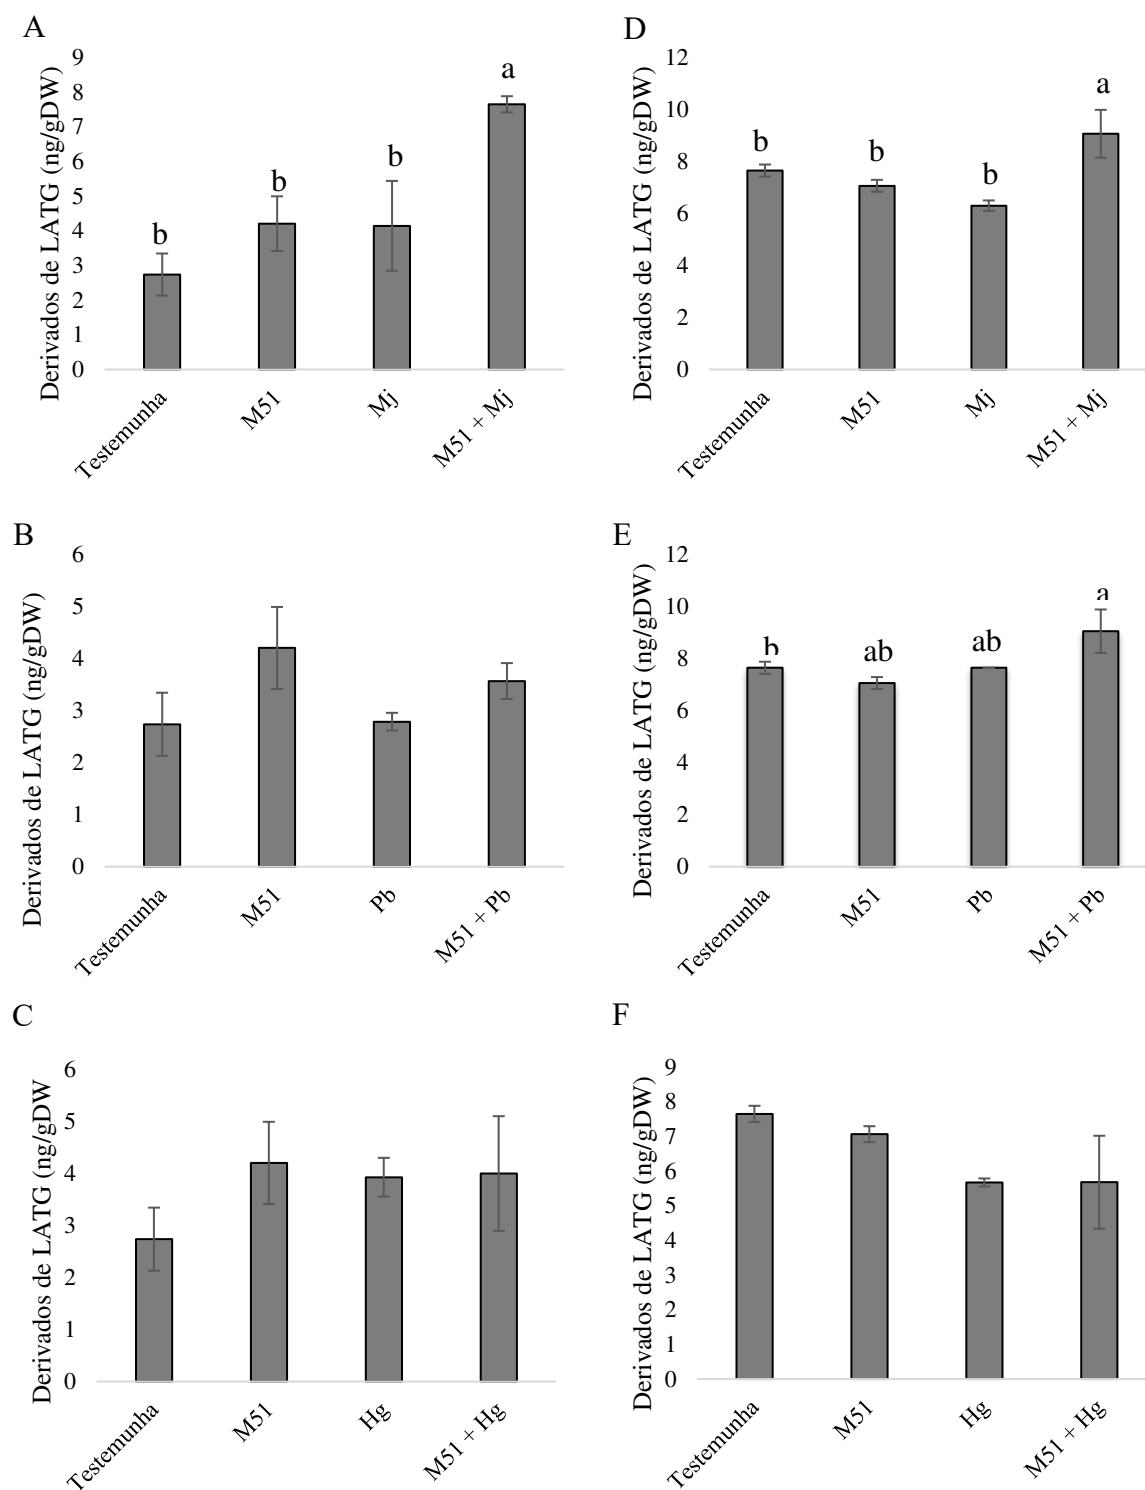 A
Derivados de LATG (ng/gDW)
9
8
7
6
5
4
3
2
1
0
b
b
b
a
Testemunha
M51
Mj
M51 + Mj
D
Derivados de LATG (ng/gDW)
12
10
8
6
4
2
0
b
b
b
a
Testemunha
M51
Mj
M51 + Mj
B
Derivados de LATG (ng/gDW)
6
5
4
3
2
1
0
Testemunha
M51
Pb
M51 + Pb
E
Derivados de LATG (ng/gDW)
12
10
8
6
4
2
0
b
ab
ab
a
Testemunha
M51
Pb
M51 + Pb
C
Derivados de LATG (ng/gDW
6
5
4
3
2
1
0
Testemunha
M51
Hg
M51 + Hg
F
Derivados de LATG (ng/gDW)
9
8
7
6
5
4
3
2
1
0
Testemunha
M51
Hg
M51 + Hg